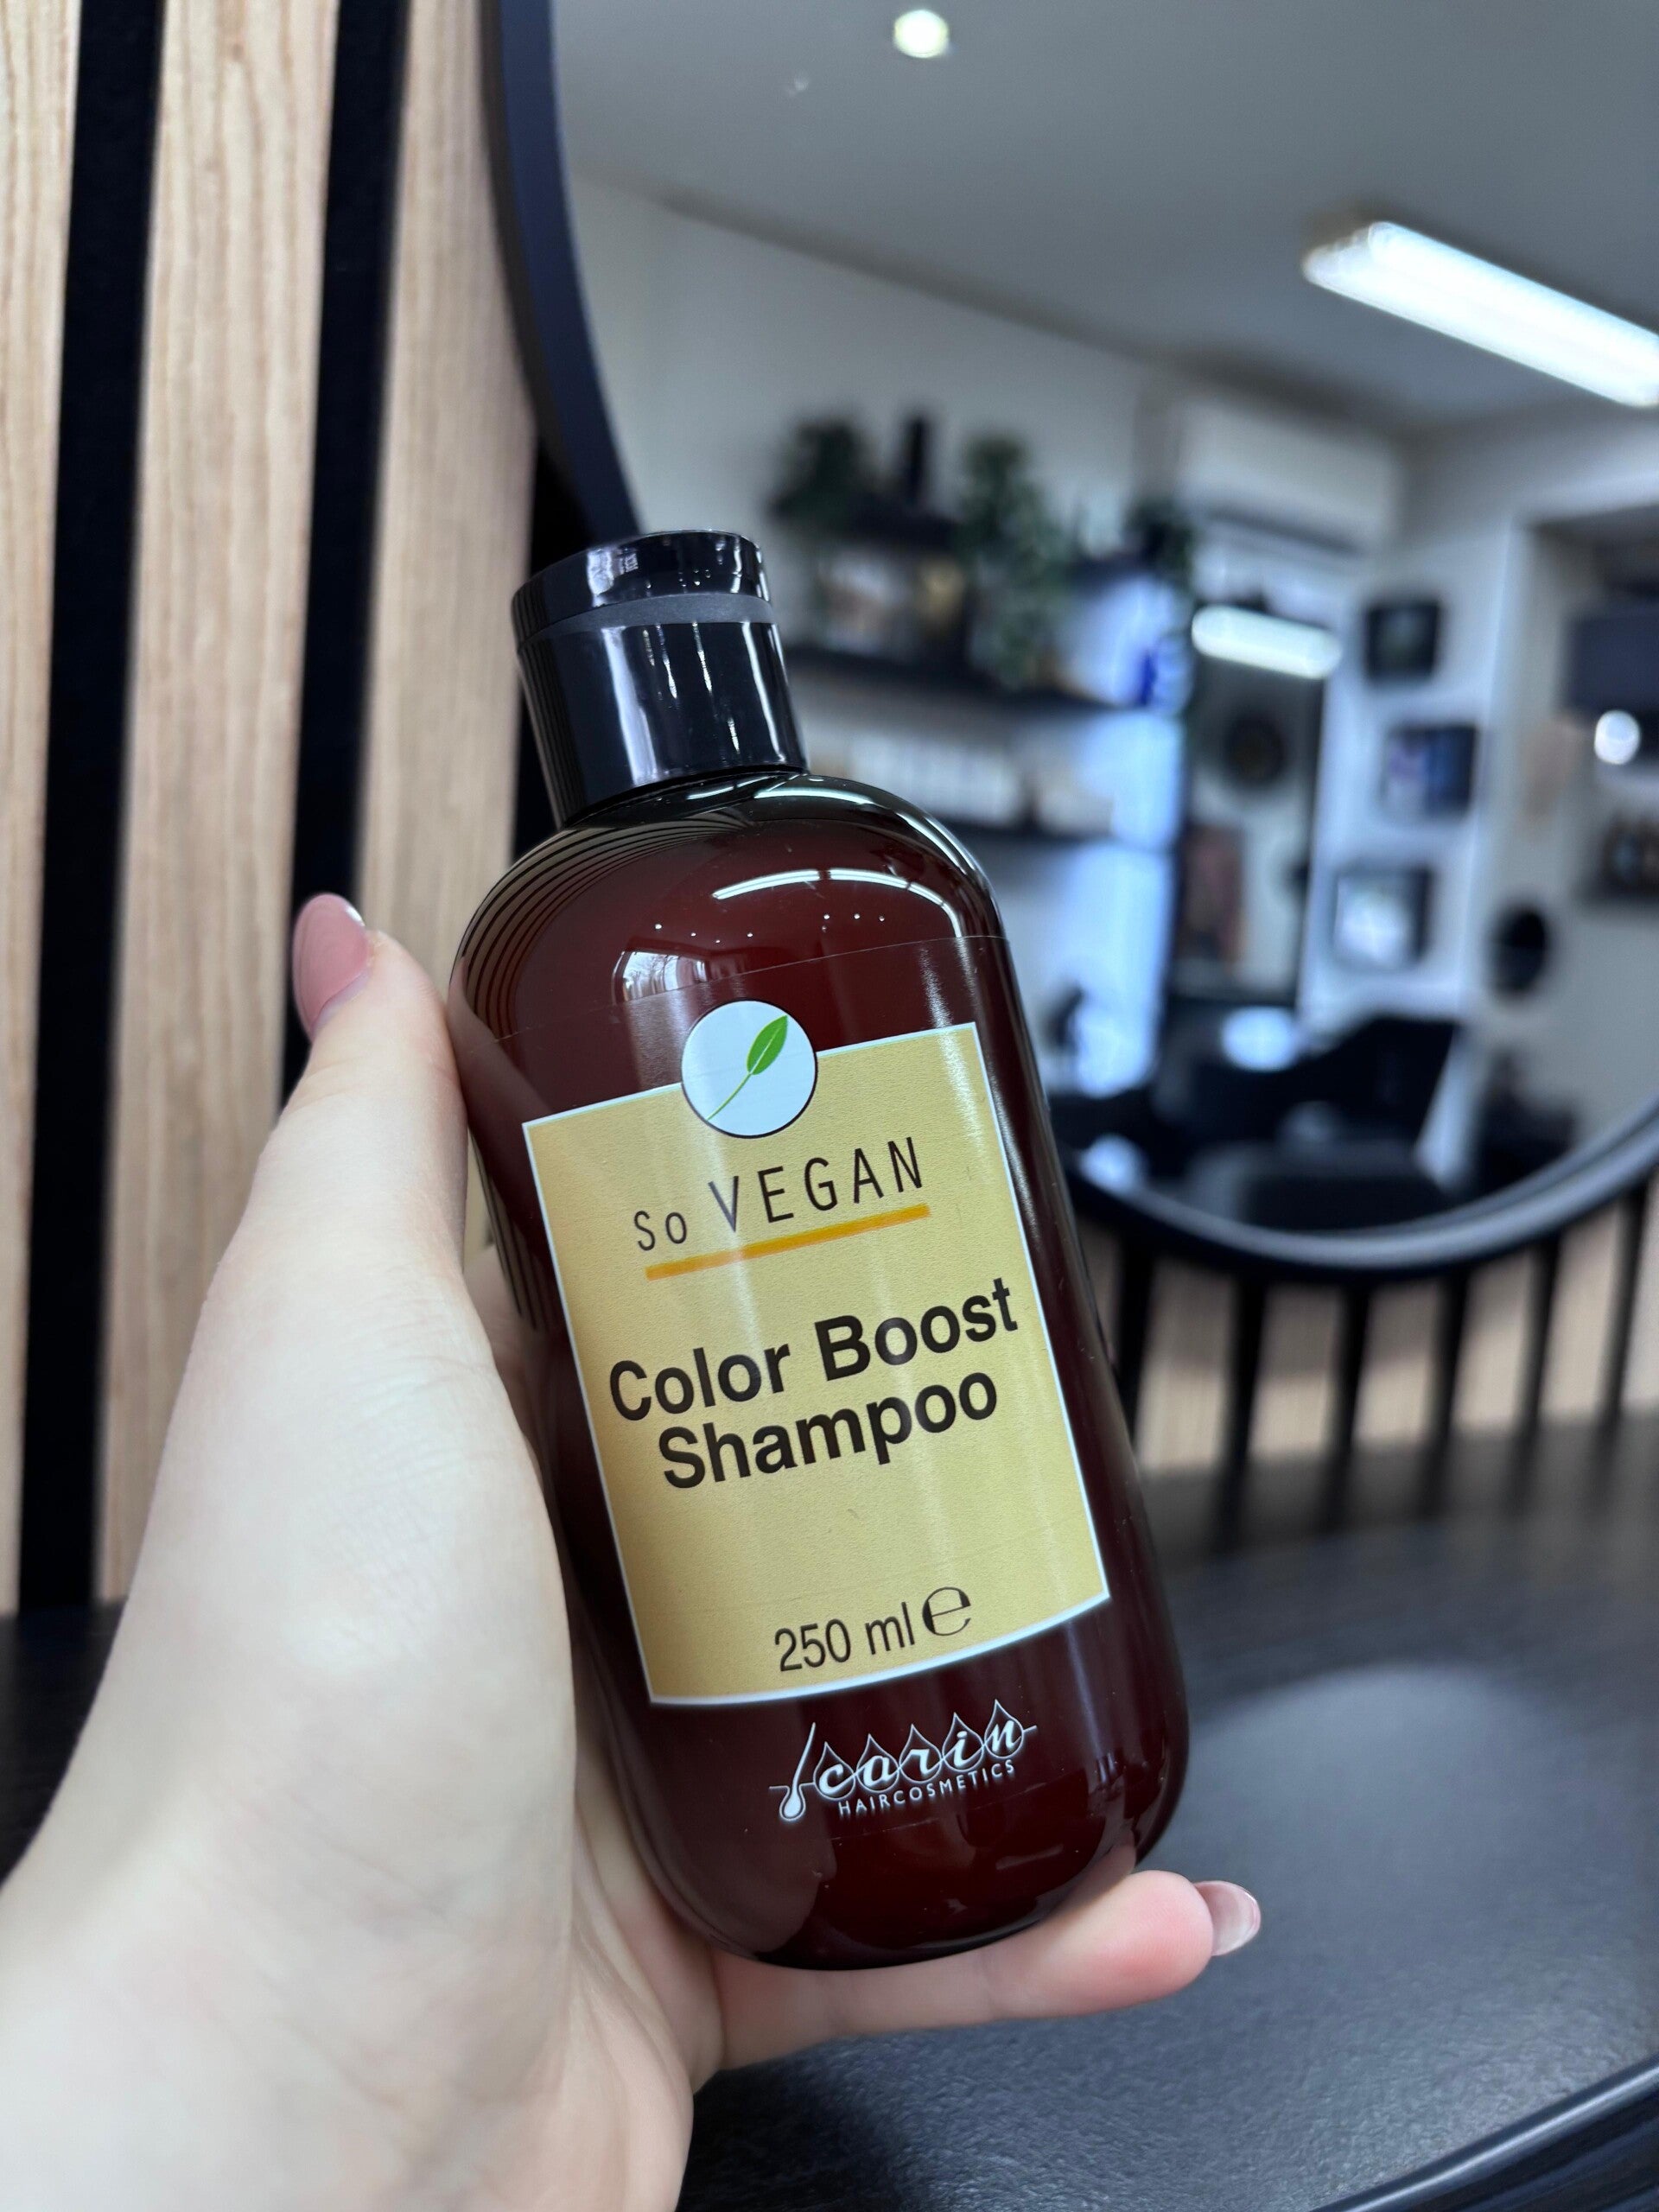 So VEGAN
Color Boost
Shampoo
250 ml ℮
carin
HAIRCOSMETICS